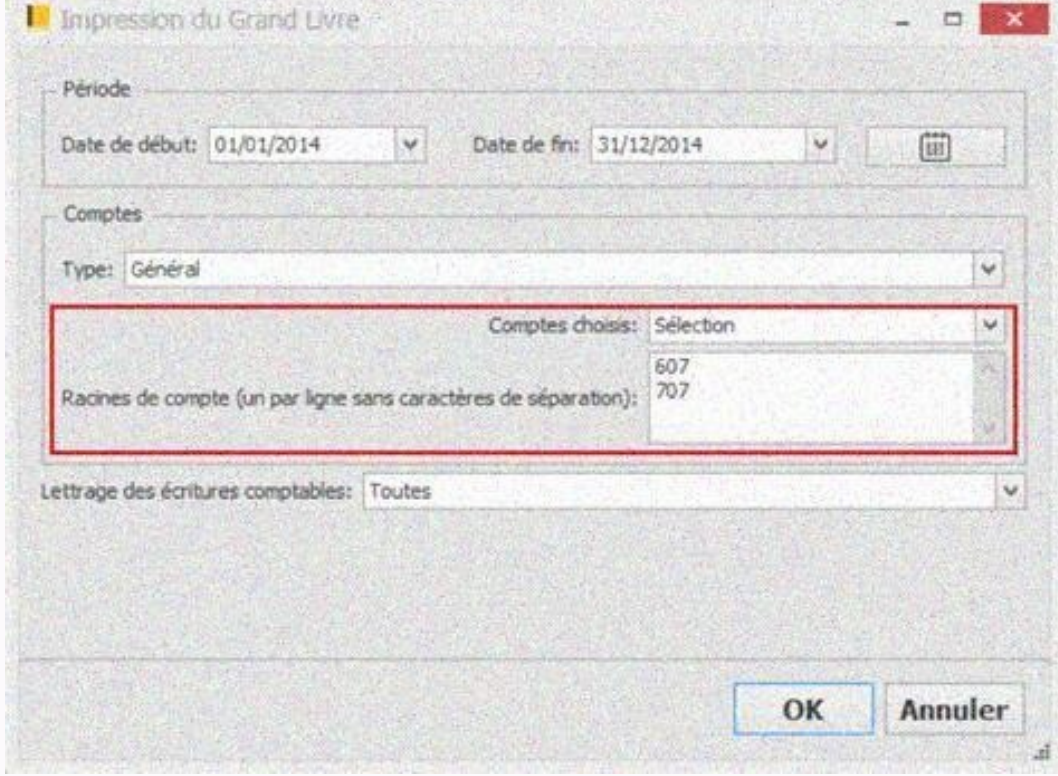 Impression du Grand Livre
Période
Date de début: 01/01/2014 Date de fin: 31/12/2014
Comptes
Type: Général
Comptes choisis: Sélection
Racines de compte (un par ligne sans caractères de séparation): 607
707
Lettrage des écritures comptables: Toutes
OK Annuler